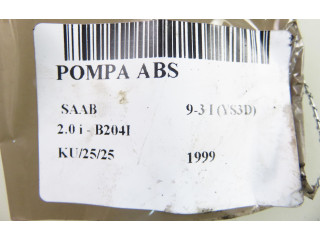 POMPA ABS
SAAB 9-3 I (YS3D)
2.0 i - B204I
KU/25/25 1999